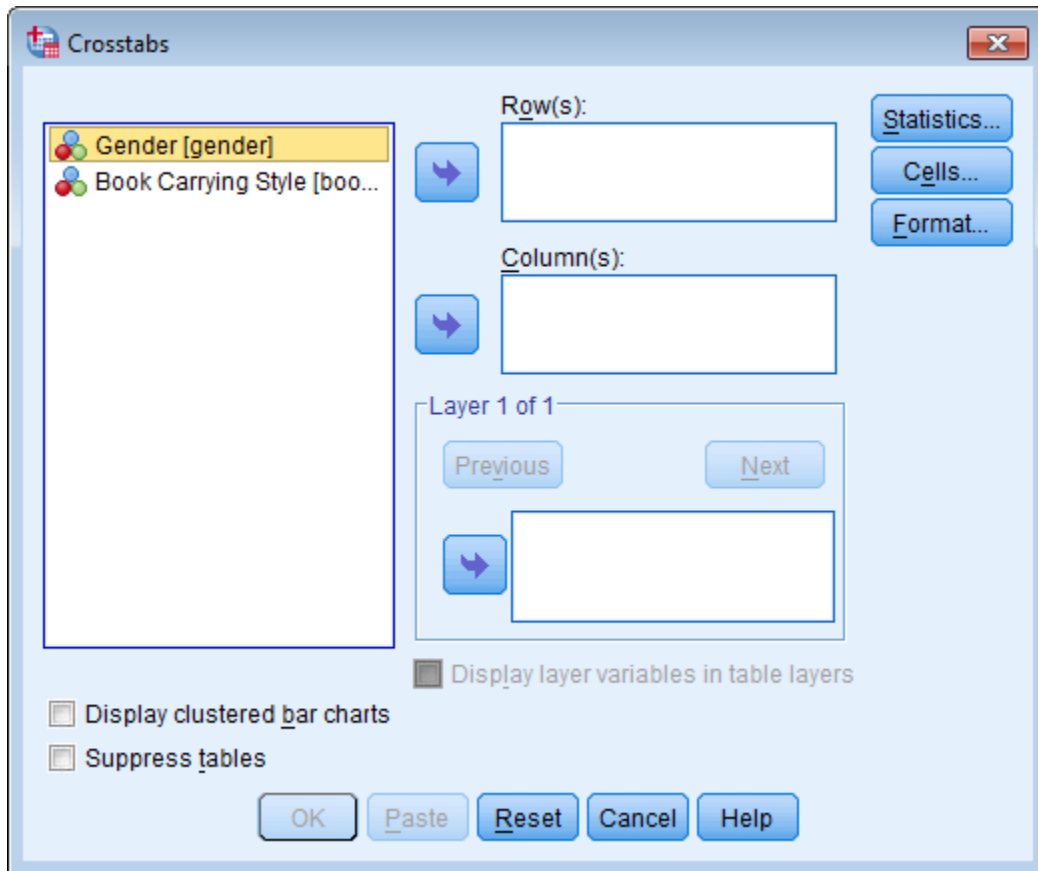 Crosstabs
Gender [gender]
Book Carrying Style [boo...
Row(s):
Column(s):
Layer 1 of 1
Previous
Next
Display layer variables in table layers
Statistics...
Cells...
Format...
Display clustered bar charts
Suppress tables
OK
Paste
Reset
Cancel
Help